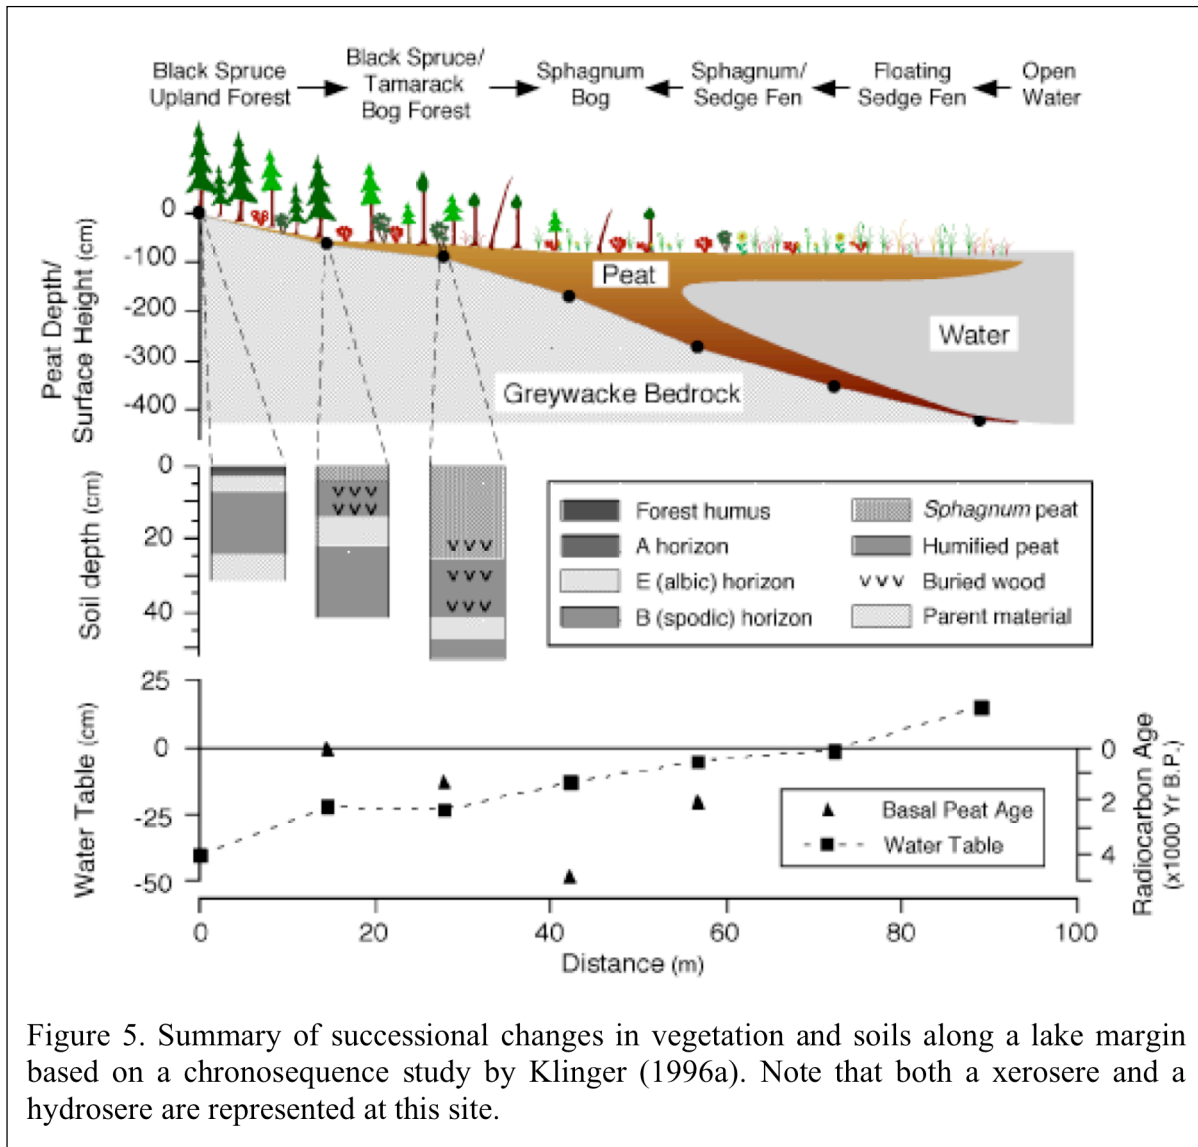 Black Spruce
Upland Forest
Black Spruce/
Tamarack
Bog Forest
Sphagnum
Bog
Sphagnum/
Sedge Fen
Floating
Sedge Fen
Open
Water
Peat Depth/
Surface Height (cm)
0
-100
-200
-300
-400
Peat
Water
Greywacke Bedrock
Soil depth (cm)
0
20
40
Forest humus
A horizon
E (albic) horizon
B (spodic) horizon
Sphagnum peat
Humified peat
Buried wood
Parent material
Water Table (cm)
25
0
-25
-50
0
2
4
Radiocarbon Age
(x1000 Yr B.P.)
Basal Peat Age
Water Table
0 20 40 60 80 100
Distance (m)
Figure 5. Summary of successional changes in vegetation and soils along a lake margin
based on a chronosequence study by Klinger (1996a). Note that both a xerosere and a
hydrosere are represented at this site.